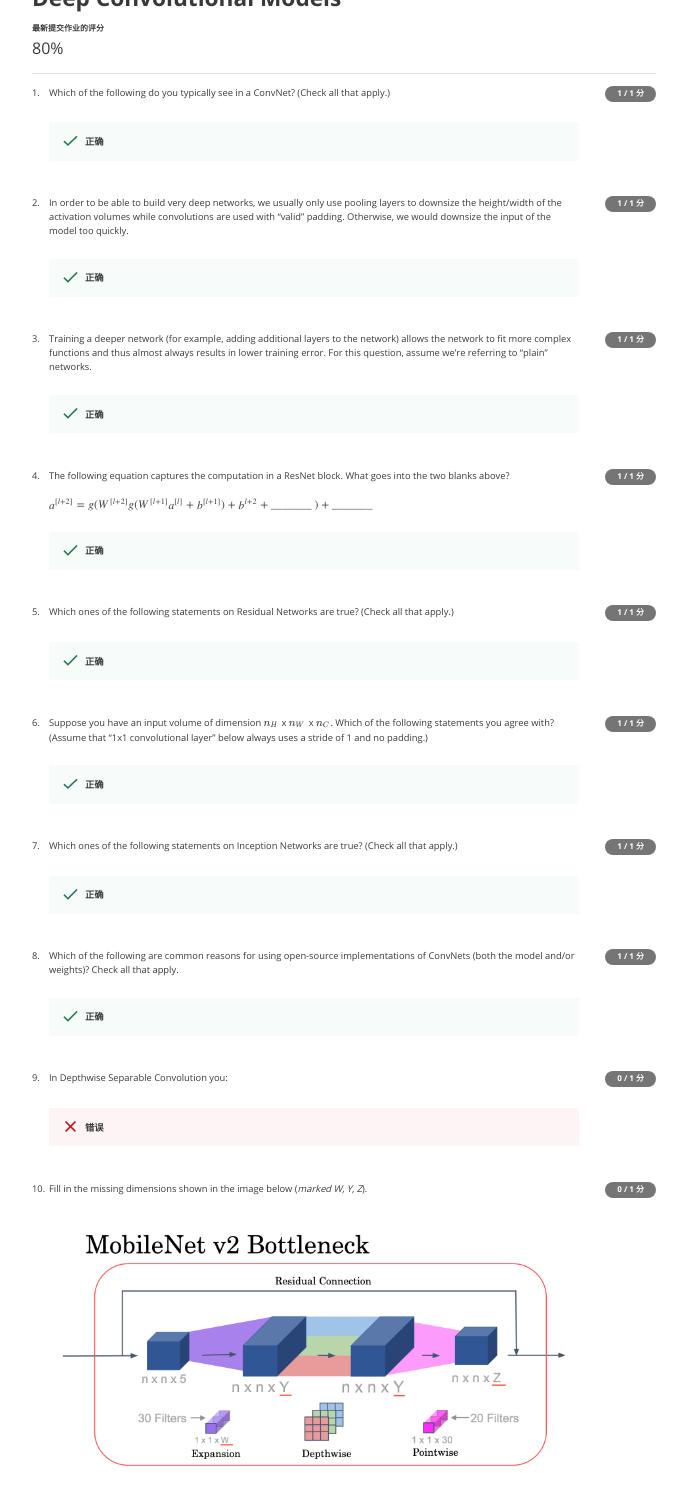 Deep Convolutional Models
最新提交作业的评分
80%
1. Which of the following do you typically see in a ConvNet? (Check all that apply.)
1 / 1 分
正确
2. In order to be able to build very deep networks, we usually only use pooling layers to downsize the height/width of the
activation volumes while convolutions are used with “valid” padding. Otherwise, we would downsize the input of the
model too quickly.
1 / 1 分
正确
3. Training a deeper network (for example, adding additional layers to the network) allows the network to fit more complex
functions and thus almost always results in lower training error. For this question, assume we’re referring to “plain”
networks.
1 / 1 分
正确
4. The following equation captures the computation in a ResNet block. What goes into the two blanks above?
1 / 1 分
a^[l+2] = g(W^[l+2]g(W^[l+1]a^[l] + b^[l+1]) + b^l+2 + _______ ) + _______
正确
5. Which ones of the following statements on Residual Networks are true? (Check all that apply.)
1 / 1 分
正确
6. Suppose you have an input volume of dimension n_H x n_W x n_C. Which of the following statements you agree with?
(Assume that “1x1 convolutional layer” below always uses a stride of 1 and no padding.)
1 / 1 分
正确
7. Which ones of the following statements on Inception Networks are true? (Check all that apply.)
1 / 1 分
正确
8. Which of the following are common reasons for using open-source implementations of ConvNets (both the model and/or
weights)? Check all that apply.
1 / 1 分
正确
9. In Depthwise Separable Convolution you:
0 / 1 分
错误
10. Fill in the missing dimensions shown in the image below (marked W, Y, Z).
0 / 1 分
MobileNet v2 Bottleneck
Residual Connection
n x n x 5
n x n x Y
n x n x Y
n x n x Z
30 Filters
20 Filters
1 x 1 x W
1 x 1 x 30
Expansion
Depthwise
Pointwise